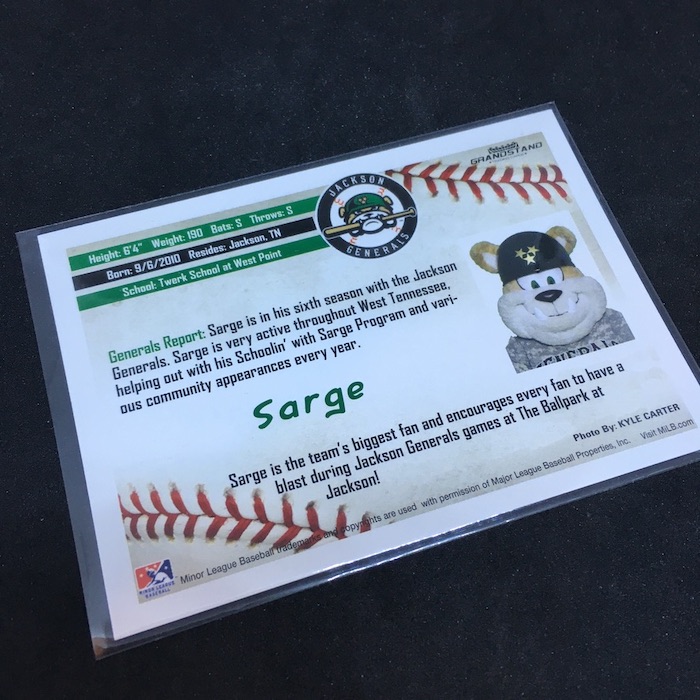 GRANDSTAND
JACKSON
GENERALS
Height: 6'4" Weight: 190 Bats: S Throws: S
Born: 9/6/2010 Resides: Jackson, TN
School: Twerk School at West Point
Generals Report: Sarge is in his sixth season with the Jackson
Generals. Sarge is very active throughout West Tennessee,
helping out with his Schoolin' with Sarge Program and vari-
ous community appearances every year.
GENERALS
Sarge
Sarge is the team's biggest fan and encourages every fan to have a
blast during Jackson Generals games at The Ballpark at
Jackson!
Photo By: KYLE CARTER
Minor League Baseball trademarks and copyrights are used with permission of Major League Baseball Properties, Inc. Visit MiLB.com
MINOR LEAGUE
BASEBALL